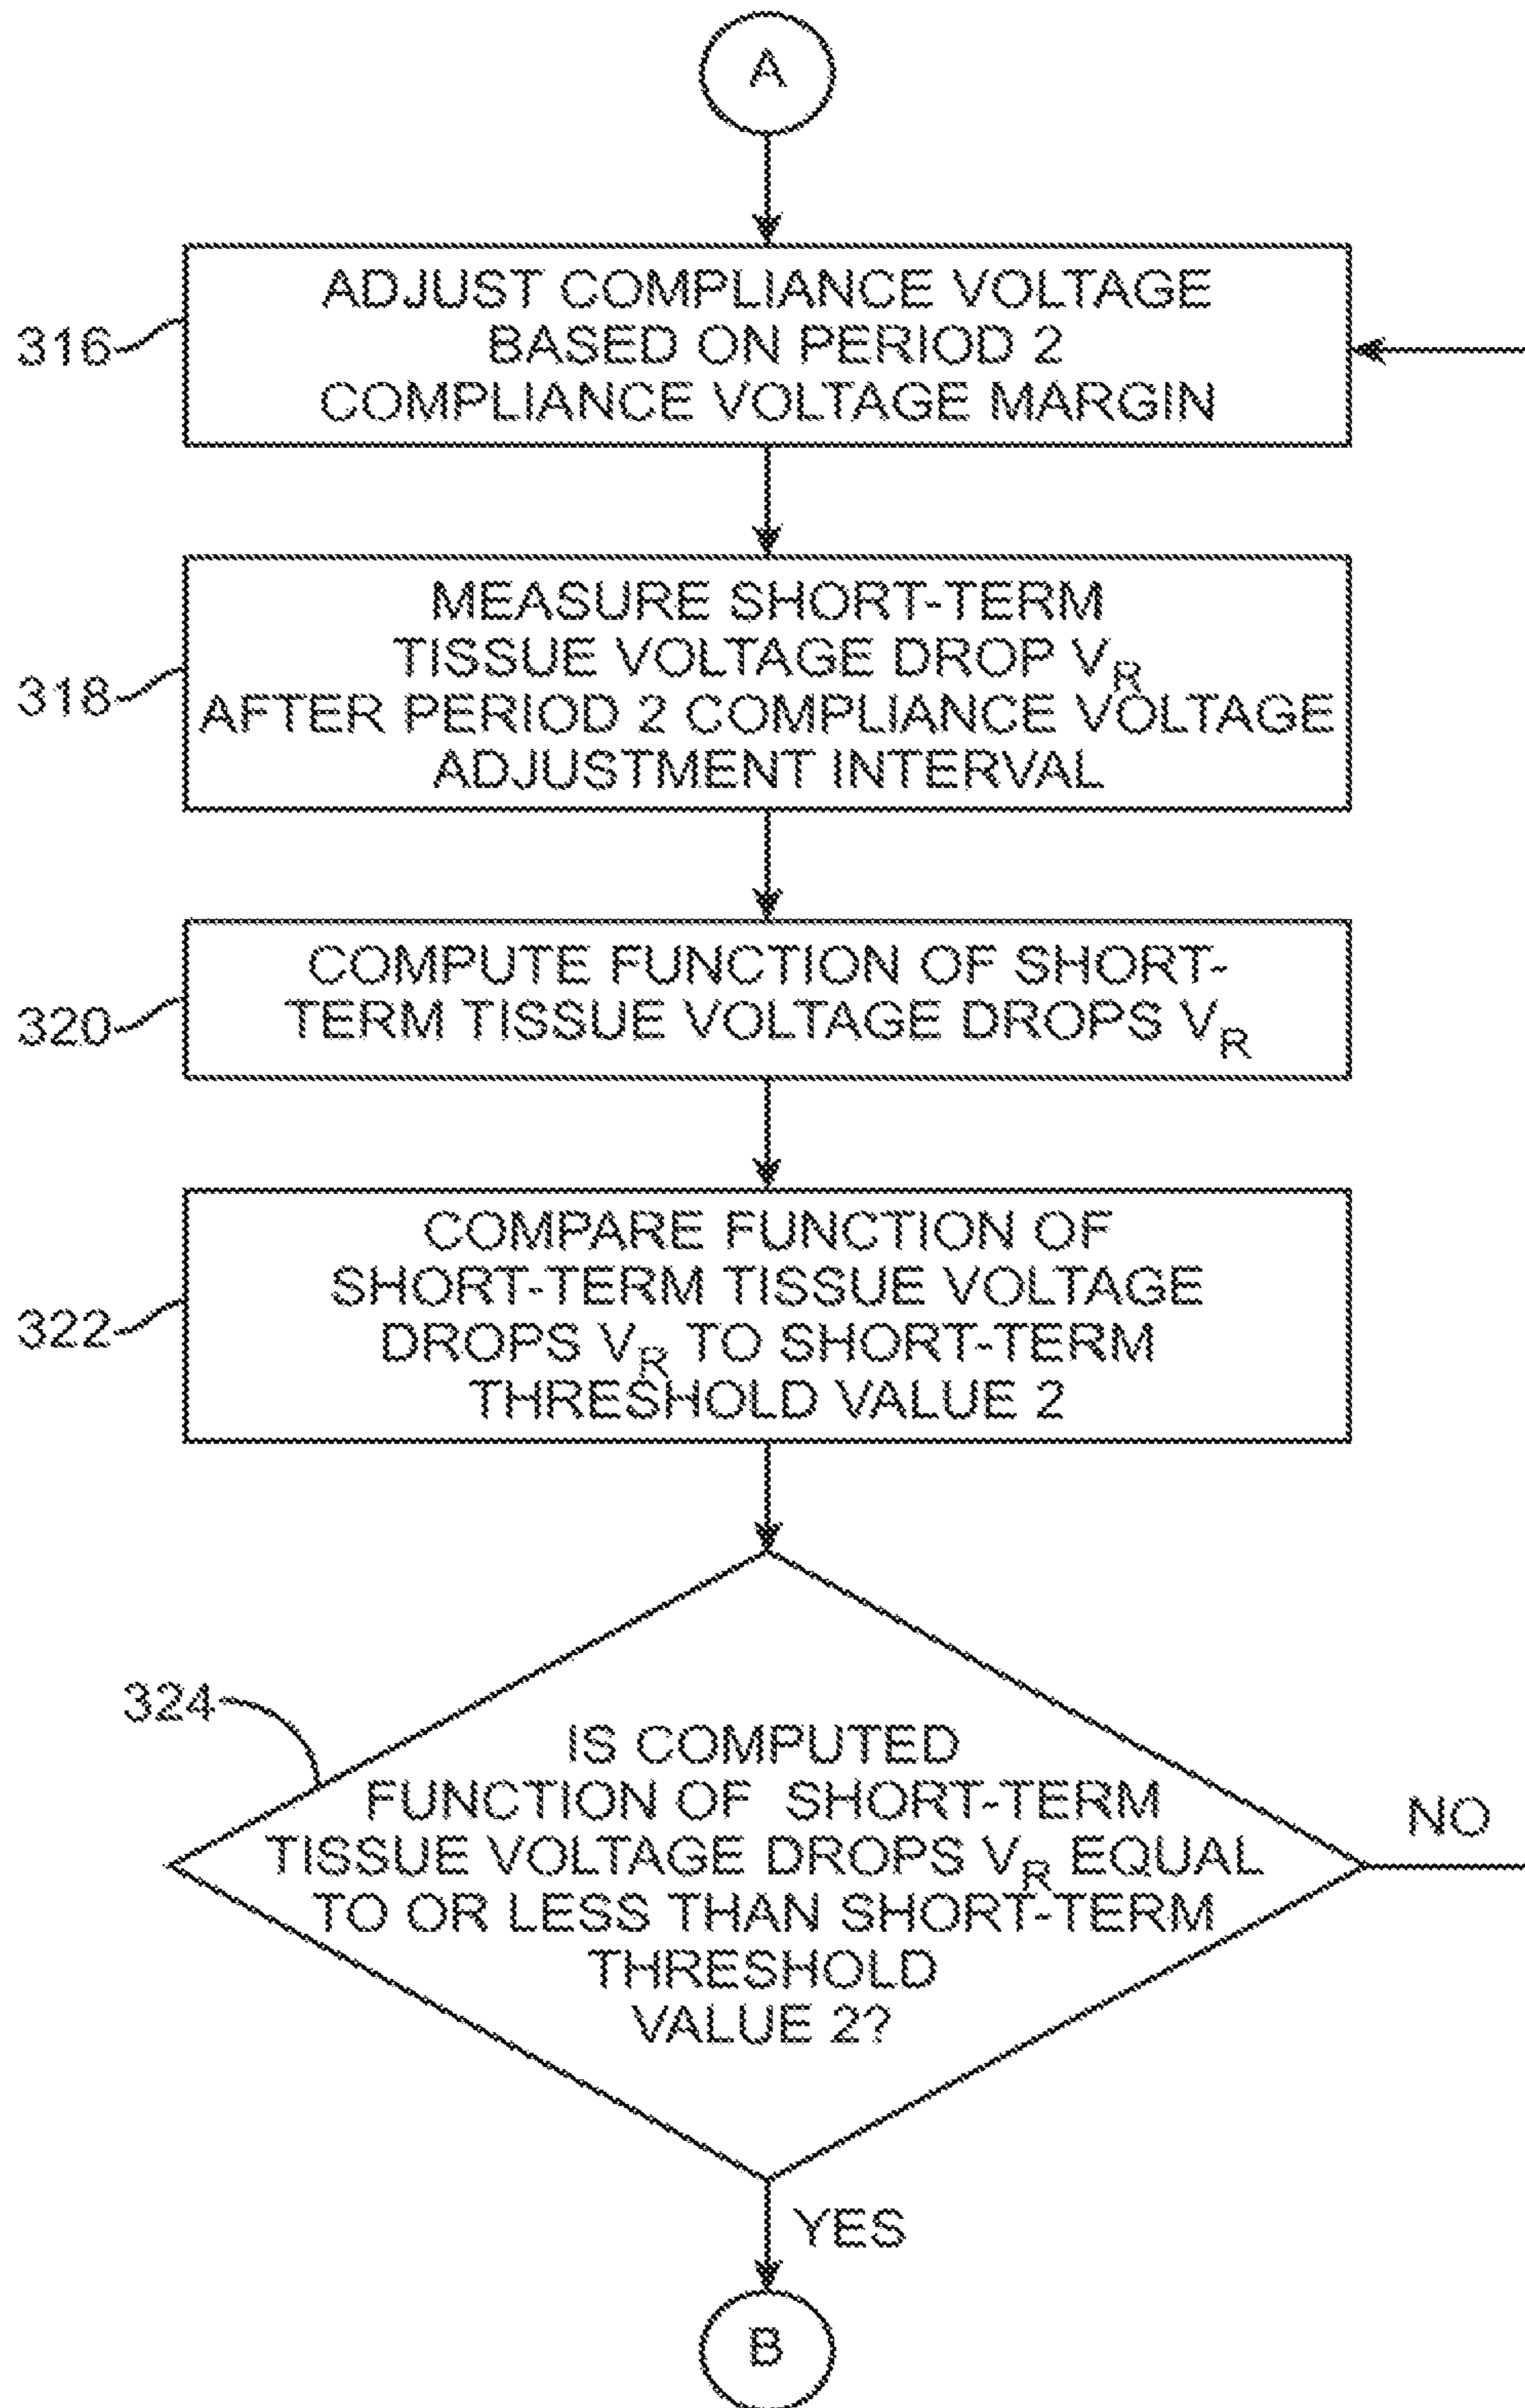 A
316
ADJUST COMPLIANCE VOLTAGE
BASED ON PERIOD 2
COMPLIANCE VOLTAGE MARGIN
318
MEASURE SHORT-TERM
TISSUE VOLTAGE DROP VR
AFTER PERIOD 2 COMPLIANCE VOLTAGE
ADJUSTMENT INTERVAL
320
COMPUTE FUNCTION OF SHORT-
TERM TISSUE VOLTAGE DROPS VR
322
COMPARE FUNCTION OF
SHORT-TERM TISSUE VOLTAGE
DROPS VR TO SHORT-TERM
THRESHOLD VALUE 2
324
IS COMPUTED
FUNCTION OF SHORT-TERM
TISSUE VOLTAGE DROPS VR EQUAL
TO OR LESS THAN SHORT-TERM
THRESHOLD
VALUE 2?
NO
YES
B